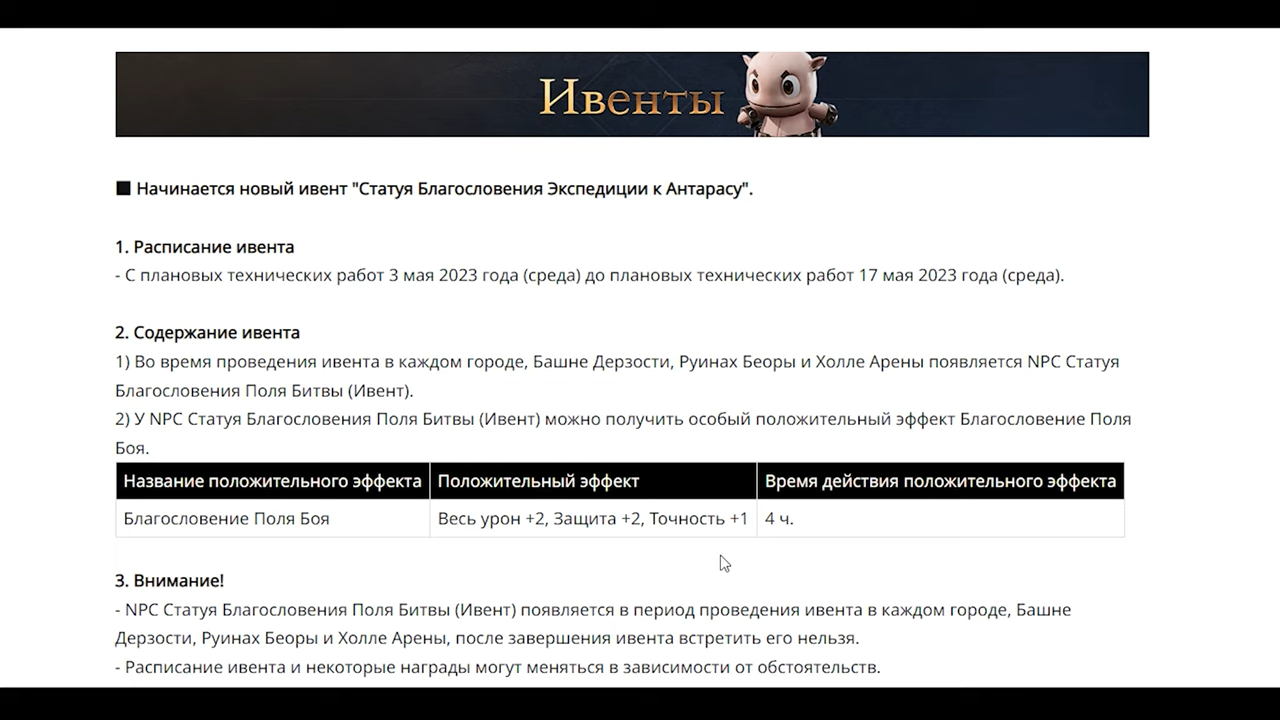 Ивенты
■ Начинается новый ивент "Статуя Благословения Экспедиции к Антарасу".
1. Расписание ивента
- С плановых технических работ 3 мая 2023 года (среда) до плановых технических работ 17 мая 2023 года (среда).
2. Содержание ивента
1) Во время проведения ивента в каждом городе, Башне Дерзости, Руинах Беоры и Холле Арены появляется NPC Статуя
Благословения Поля Битвы (Ивент).
2) У NPC Статуя Благословения Поля Битвы (Ивент) можно получить особый положительный эффект Благословение Поля
Боя.
Название положительного эффекта Положительный эффект Время действия положительного эффекта
Благословение Поля Боя Весь урон +2, Защита +2, Точность +1 4 ч.
3. Внимание!
- NPC Статуя Благословения Поля Битвы (Ивент) появляется в период проведения ивента в каждом городе, Башне
Дерзости, Руинах Беоры и Холле Арены, после завершения ивента встретить его нельзя.
- Расписание ивента и некоторые награды могут меняться в зависимости от обстоятельств.